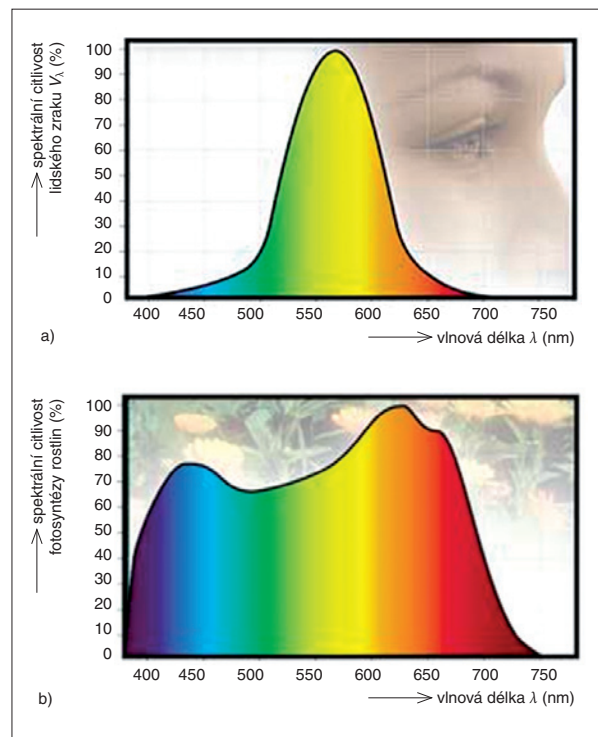 spektrální citlivost
lidského zraku Vλ (%)
100
90
80
70
60
50
40
30
20
10
0
400 450 500 550 600 650 700 750
a)
vlnová délka λ (nm)
spektrální citlivost
fotosyntézy rostlin (%)
100
90
80
70
60
50
40
30
20
10
0
400 450 500 550 600 650 700 750
b)
vlnová délka λ (nm)